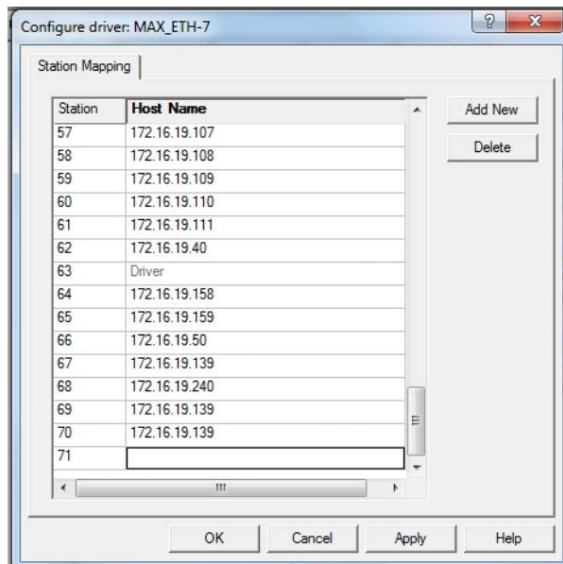 Configure driver: MAX_ETH-7
Station Mapping
Station Host Name
57 172.16.19.107
58 172.16.19.108
59 172.16.19.109
60 172.16.19.110
61 172.16.19.111
62 172.16.19.40
63 Driver
64 172.16.19.158
65 172.16.19.159
66 172.16.19.50
67 172.16.19.139
68 172.16.19.240
69 172.16.19.139
70 172.16.19.139
71
Add New
Delete
OK Cancel Apply Help